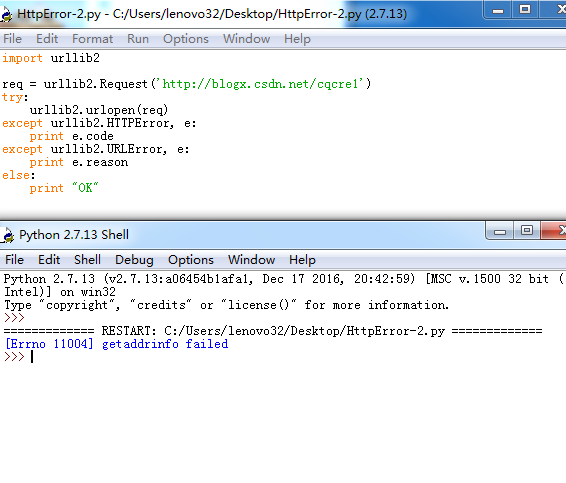 HttpError-2.py - C:/Users/lenovo32/Desktop/HttpError-2.py (2.7.13)
File Edit Format Run Options Window Help
import urllib2
req = urllib2.Request('http://blogx.csdn.net/cqcre1')
try:
    urllib2.urlopen(req)
except urllib2.HTTPError, e:
    print e.code
except urllib2.URLError, e:
    print e.reason
else:
    print "OK"
Python 2.7.13 Shell
File Edit Shell Debug Options Window Help
Python 2.7.13 (v2.7.13:a06454b1afa1, Dec 17 2016, 20:42:59) [MSC v.1500 32 bit (
Intel)] on win32
Type "copyright", "credits" or "license()" for more information.
>>>
============= RESTART: C:/Users/lenovo32/Desktop/HttpError-2.py =============
[Errno 11004] getaddrinfo failed
>>>